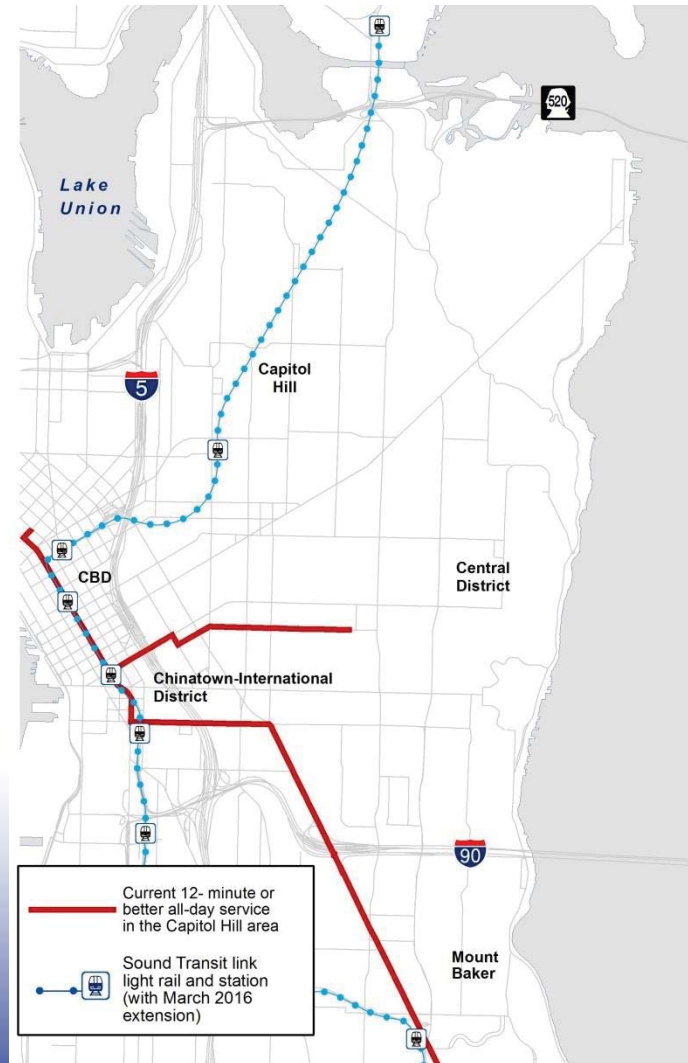 520
Lake
Union
5
Capitol
Hill
CBD
Central
District
Chinatown-International
District
90
Mount
Baker
Current 12- minute or
better all-day service
in the Capitol Hill area
Sound Transit link
light rail and station
(with March 2016
extension)